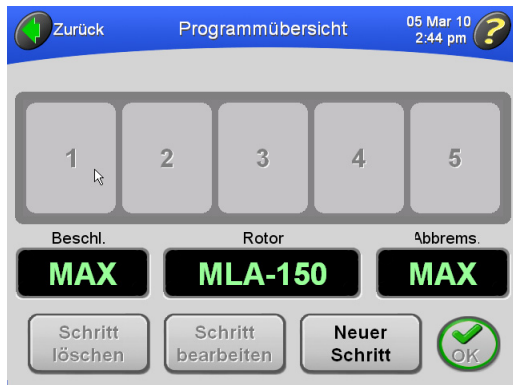 Zurück
Programmübersicht
05 Mar 10
2:44 pm
?
1
2
3
4
5
Beschl.
Rotor
Abbrems.
MAX
MLA-150
MAX
Schritt
löschen
Schritt
bearbeiten
Neuer
Schritt
OK